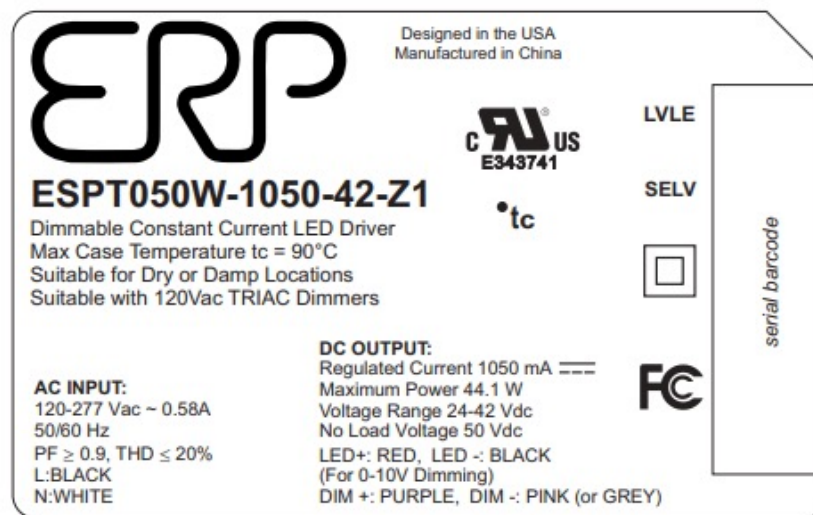 ERP
Designed in the USA
Manufactured in China
C RU® US
E343741
LVLE
SELV
ESPT050W-1050-42-Z1
•tc
Dimmable Constant Current LED Driver
Max Case Temperature tc = 90°C
Suitable for Dry or Damp Locations
Suitable with 120Vac TRIAC Dimmers
serial barcode
AC INPUT:
120-277 Vac ~ 0.58A
50/60 Hz
PF ≥ 0.9, THD ≤ 20%
L:BLACK
N:WHITE
DC OUTPUT:
Regulated Current 1050 mA ⎓
Maximum Power 44.1 W
Voltage Range 24-42 Vdc
No Load Voltage 50 Vdc
LED+: RED, LED -: BLACK
(For 0-10V Dimming)
DIM +: PURPLE, DIM -: PINK (or GREY)
FC